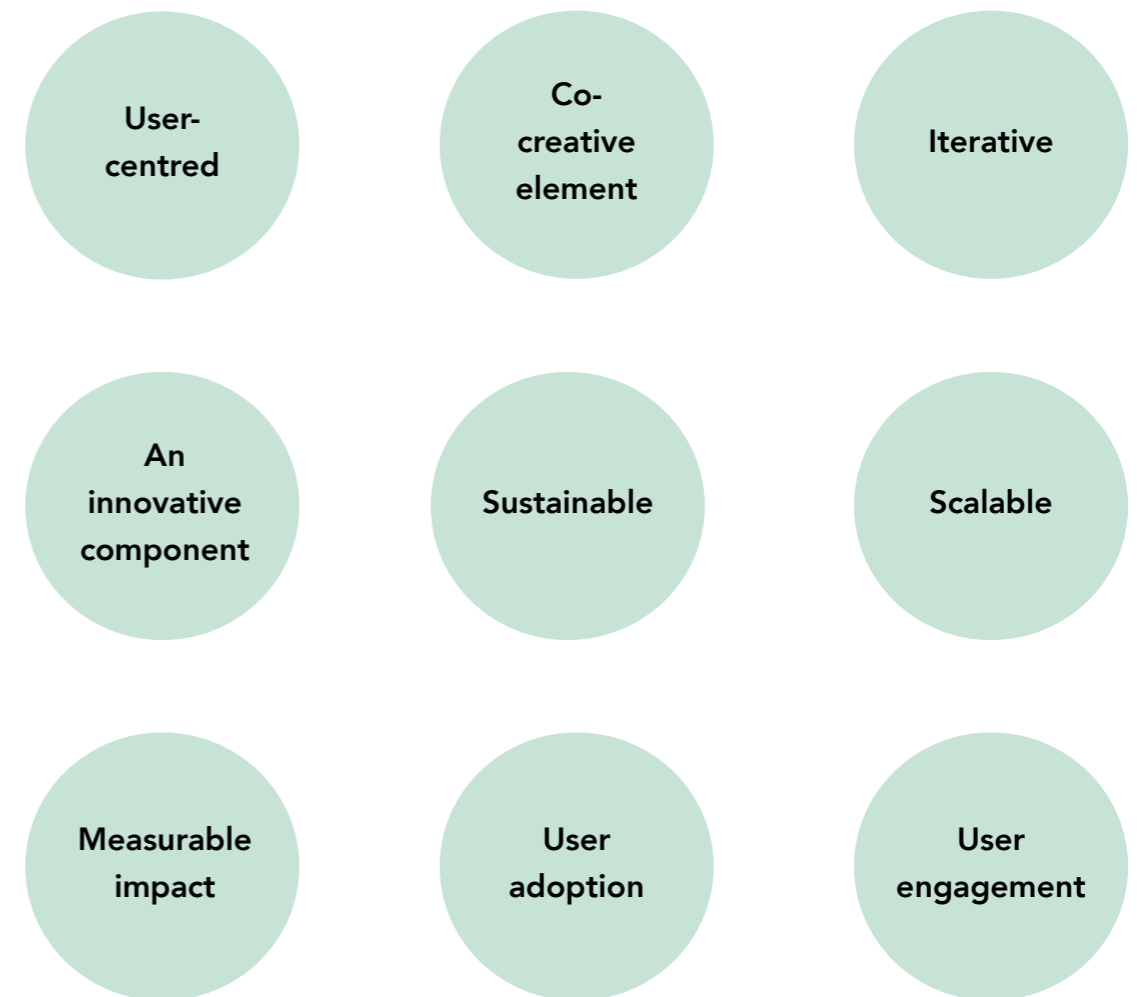 User-
centred
Co-
creative
element
Iterative
An
innovative
component
Sustainable
Scalable
Measurable
impact
User
adoption
User
engagement